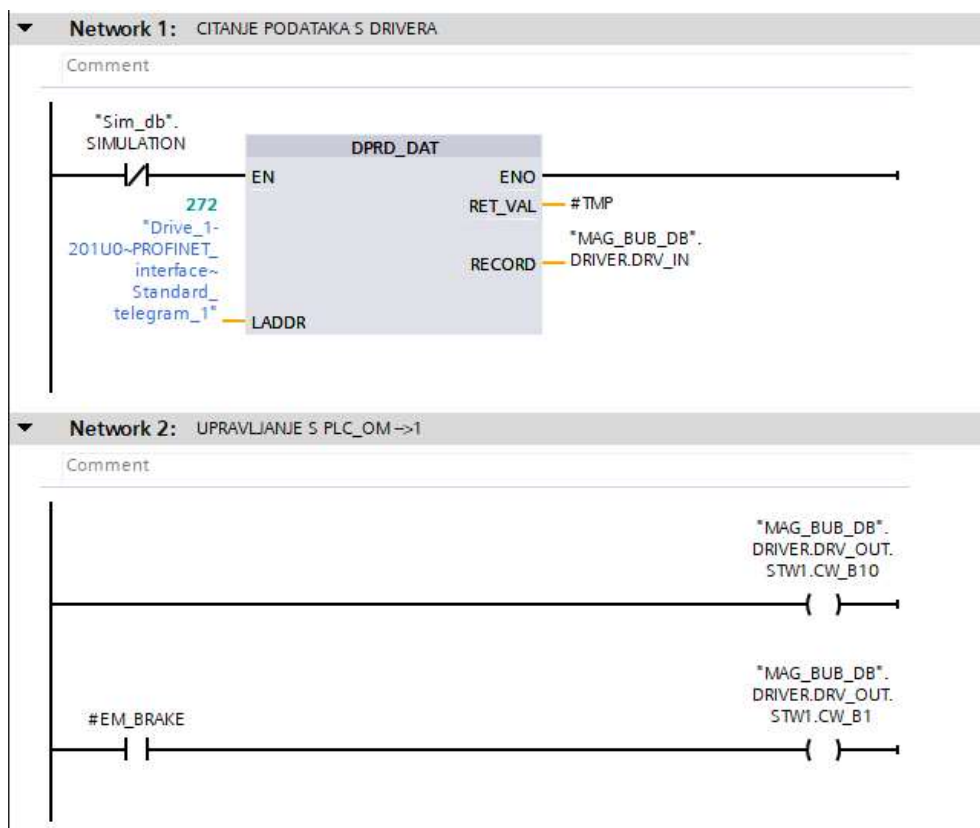 Network 1: CITANJE PODATAKA S DRIVERA
Comment
"Sim_db".
SIMULATION
DPRD_DAT
EN
ENO
272
"Drive_1-
201U0~PROFINET_
interface~
Standard_
telegram_1"
LADDR
RET_VAL
#TMP
RECORD
"MAG_BUB_DB".
DRIVER.DRV_IN
Network 2: UPRAVLJANJE S PLC_OM-->1
Comment
"MAG_BUB_DB".
DRIVER.DRV_OUT.
STW1.CW_B10
#EM_BRAKE
"MAG_BUB_DB".
DRIVER.DRV_OUT.
STW1.CW_B1